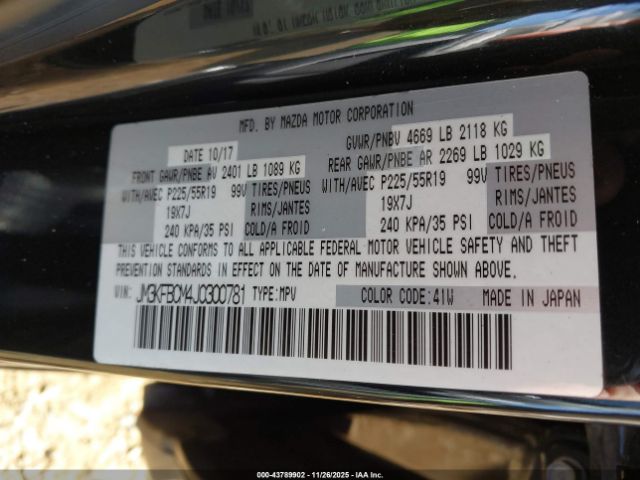 MFD. BY MAZDA MOTOR CORPORATION
DATE 10/17 GVWR/PNBV 4669 LB 2118 KG
FRONT GAWR/PNBE AV 2401 LB 1089 KG REAR GAWR/PNBE AR 2269 LB 1029 KG
WITH/AVEC P225/55R19 99V TIRES/PNEUS WITH/AVEC P225/55R19 99V TIRES/PNEUS
19X7J RIMS/JANTES 19X7J RIMS/JANTES
240 KPA/35 PSI COLD/A FROID 240 KPA/35 PSI COLD/A FROID
THIS VEHICLE CONFORMS TO ALL APPLICABLE FEDERAL MOTOR VEHICLE SAFETY AND THEFT
PREVENTION STANDARDS IN EFFECT ON THE DATE OF MANUFACTURE SHOWN ABOVE.
VIN: JM3KFBCM4J0300781 TYPE:MPV COLOR CODE:41W MADE IN JAPAN
000-43789902 - 11/26/2025 - IAA Inc.